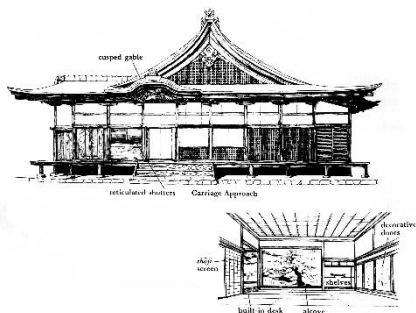 cusped gable
reticulated shutters
Carriage Approach
decorative
doors
shōji
screen
shelves
built-in desk
alcove